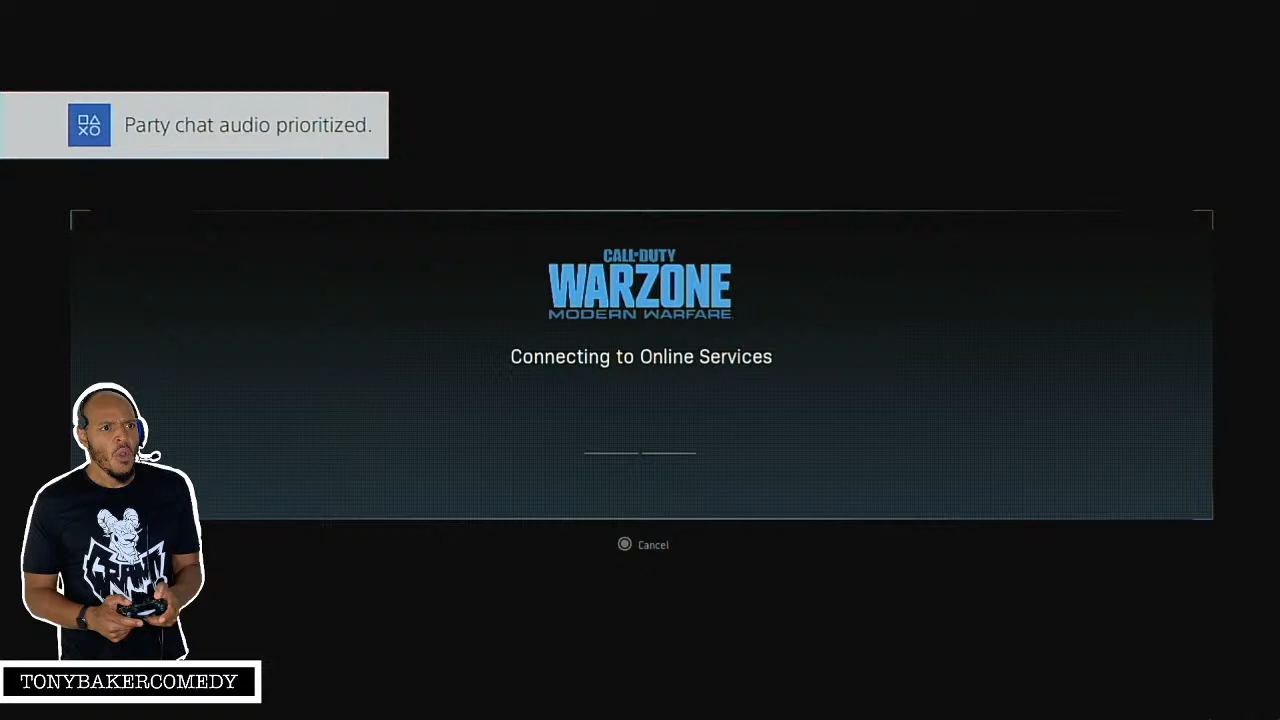 Party chat audio prioritized.
CALL OF DUTY
WARZONE
MODERN WARFARE
Connecting to Online Services
Cancel
TONYBAKERCOMEDY